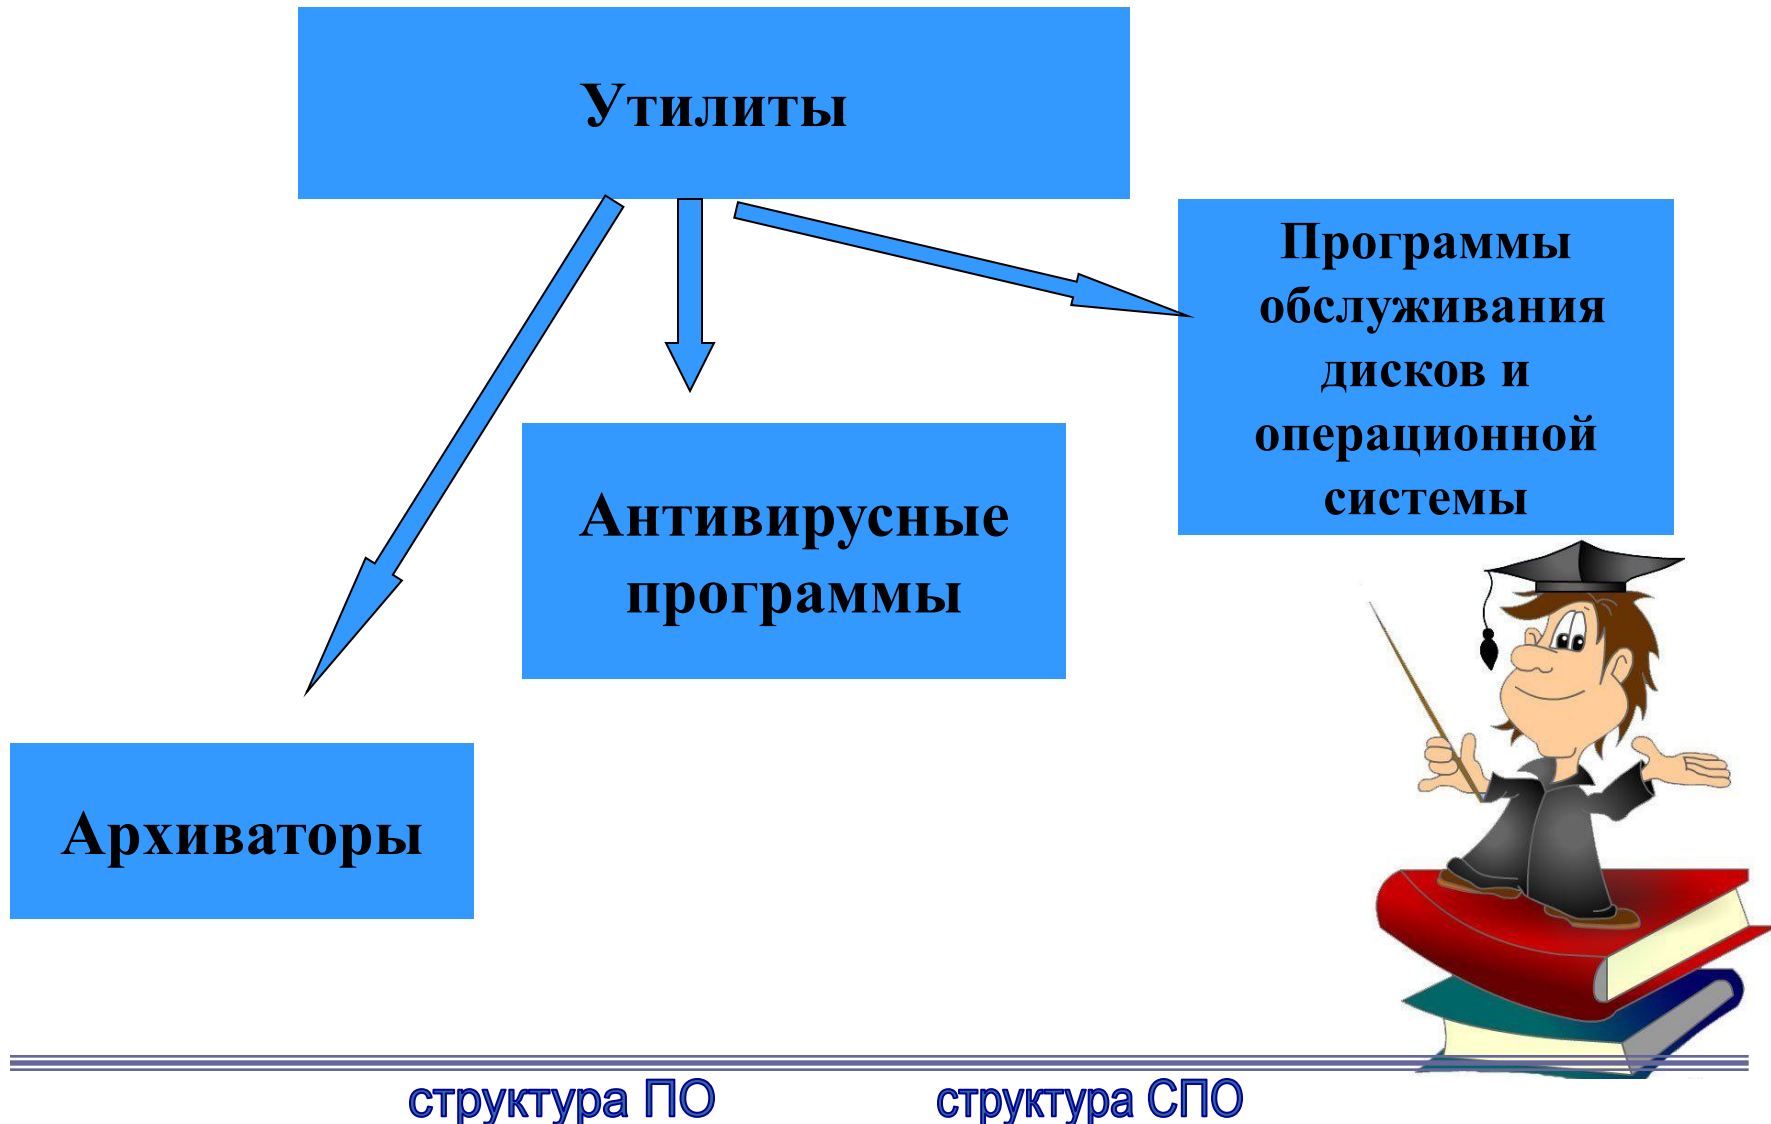 Утилиты
Программы
обслуживания
дисков и
операционной
системы
Антивирусные
программы
Архиваторы
структура ПО
структура СПО